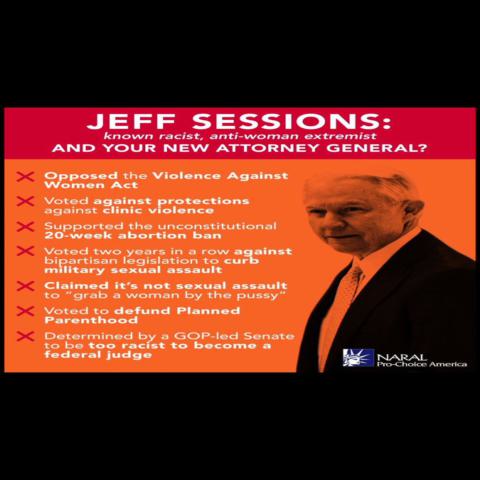 JEFF SESSIONS:
known racist, anti-woman extremist
AND YOUR NEW ATTORNEY GENERAL?
Opposed the Violence Against
Women Act
Voted against protections
against clinic violence
Supported the unconstitutional
20-week abortion ban
Voted two years in a row against
bipartisan legislation to curb
military sexual assault
Claimed it's not sexual assault
to "grab a woman by the pussy"
Voted to defund Planned
Parenthood
Determined by a GOP-led Senate
to be too racist to become a
federal judge
NARAL
Pro-Choice America